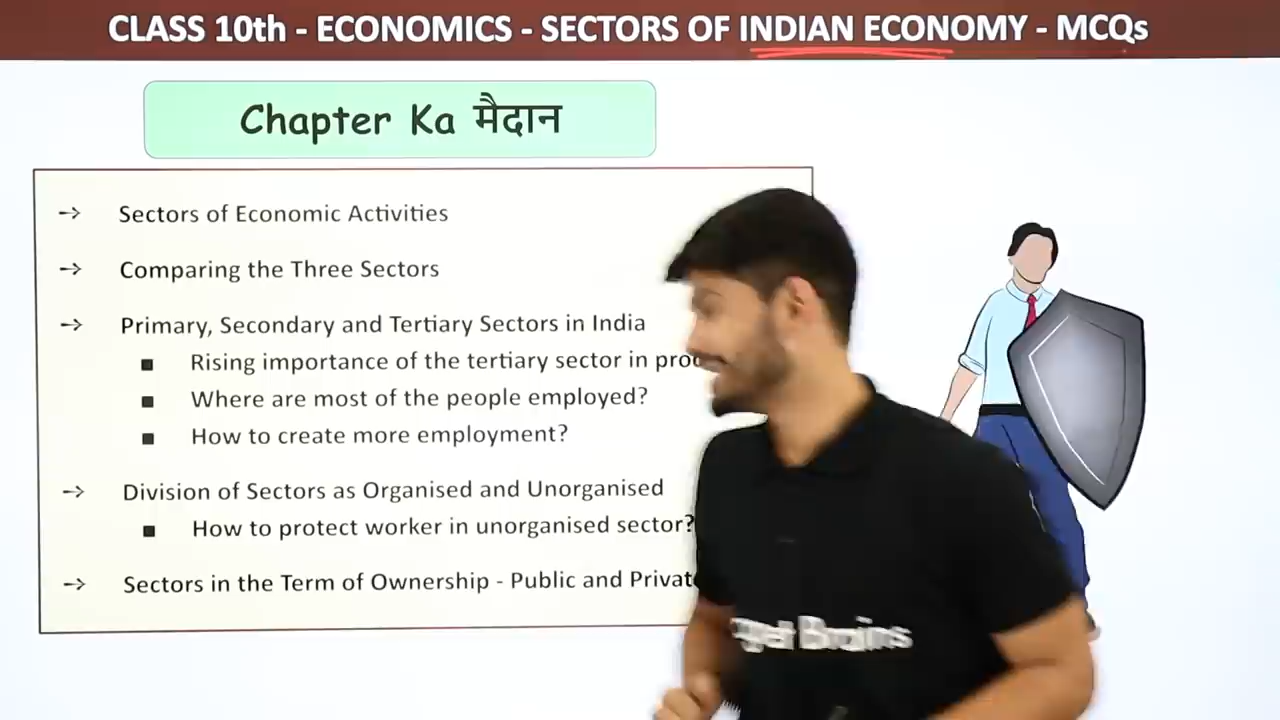 CLASS 10th - ECONOMICS - SECTORS OF INDIAN ECONOMY - MCQs
Chapter Ka मैदान
Sectors of Economic Activities
Comparing the Three Sectors
Primary, Secondary and Tertiary Sectors in India
Rising importance of the tertiary sector in
Where are most of the people employed?
How to create more employment?
Division of Sectors as Organised and Unorganised
How to protect worker in unorganised sector?
Sectors in the Term of Ownership - Public and Privat
Brains